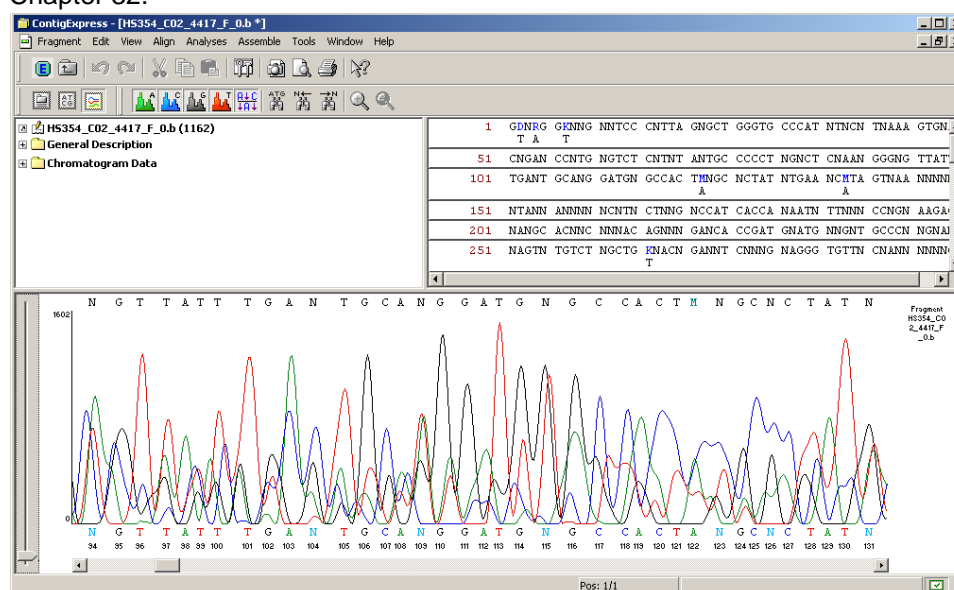 Chapter 32.
ContigExpress - [HS354_C02_4417_F_0.b *]
Fragment Edit View Align Analyses Assemble Tools Window Help
HS354_C02_4417_F_0.b (1162)
General Description
Chromatogram Data
1 GDNRG GKNNG NNTCC CNTTA GNGCT GGGTG CCCAT NTNCN TNAAA GTGN
T A T
51 CNGAN CCNTG NGTCT CNTNT ANTGC CCCCT NGNCT CNAAN GGGNG TTAT
101 TGANT GCANG GATGN GCCAC TMNGC NCTAT NTGAA NCMTA GTNAA NNNNN
A A
151 NTANN ANNNN NCNTN CTNNG NCCAT CACCA NAATN TTNNN CCNGN AAGA
201 NANGC ACNNC NNNAC AGNNN GANCA CCGAT GNATG NNGNT GCCCN NGNA
251 NAGTN TGTCT NGCTG KNACG GANNT CNNNG NAGGG TGTTN CNANN NNNN
T
N G T T A T T T G A N T G C A N G G A T G N G C C A C T M N G C N C T A T N
1602
Fragment
HS354_C0
2_4417_F
_0.b
0
N G T T A T T T G A N T G C A N G G A T G N G C C A C T A N G C N C T A T N
94 95 96 97 98 99 100 101 102 103 104 105 106 107 108 109 110 111 112 113 114 115 116 117 118 119 120 121 122 123 124 125 126 127 128 129 130 131
Pos: 1/1